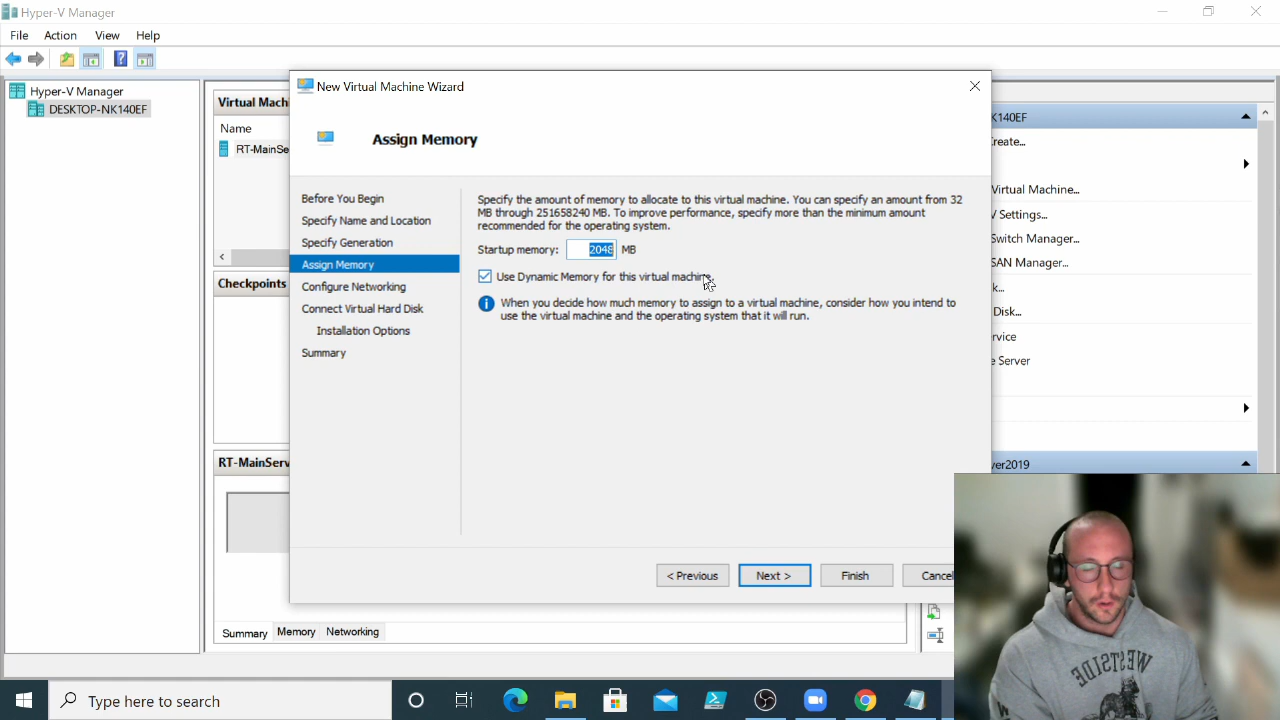 Hyper-V Manager
File Action View Help
Hyper-V Manager
DESKTOP-NK140EF
Virtual Mach
Name
RT-MainSe
Checkpoints
RT-MainServ
Summary Memory Networking
New Virtual Machine Wizard
Assign Memory
Before You Begin
Specify Name and Location
Specify Generation
Assign Memory
Configure Networking
Connect Virtual Hard Disk
Installation Options
Summary
Specify the amount of memory to allocate to this virtual machine. You can specify an amount from 32
MB through 251658240 MB. To improve performance, specify more than the minimum amount
recommended for the operating system.
Startup memory: 2048 MB
Use Dynamic Memory for this virtual machine.
When you decide how much memory to assign to a virtual machine, consider how you intend to
use the virtual machine and the operating system that it will run.
< Previous Next > Finish Cancel
K140EF
reate...
Virtual Machine...
V Settings...
Switch Manager...
SAN Manager...
k...
Disk...
rvice
e Server
ver2019
WESTSIDE
Type here to search